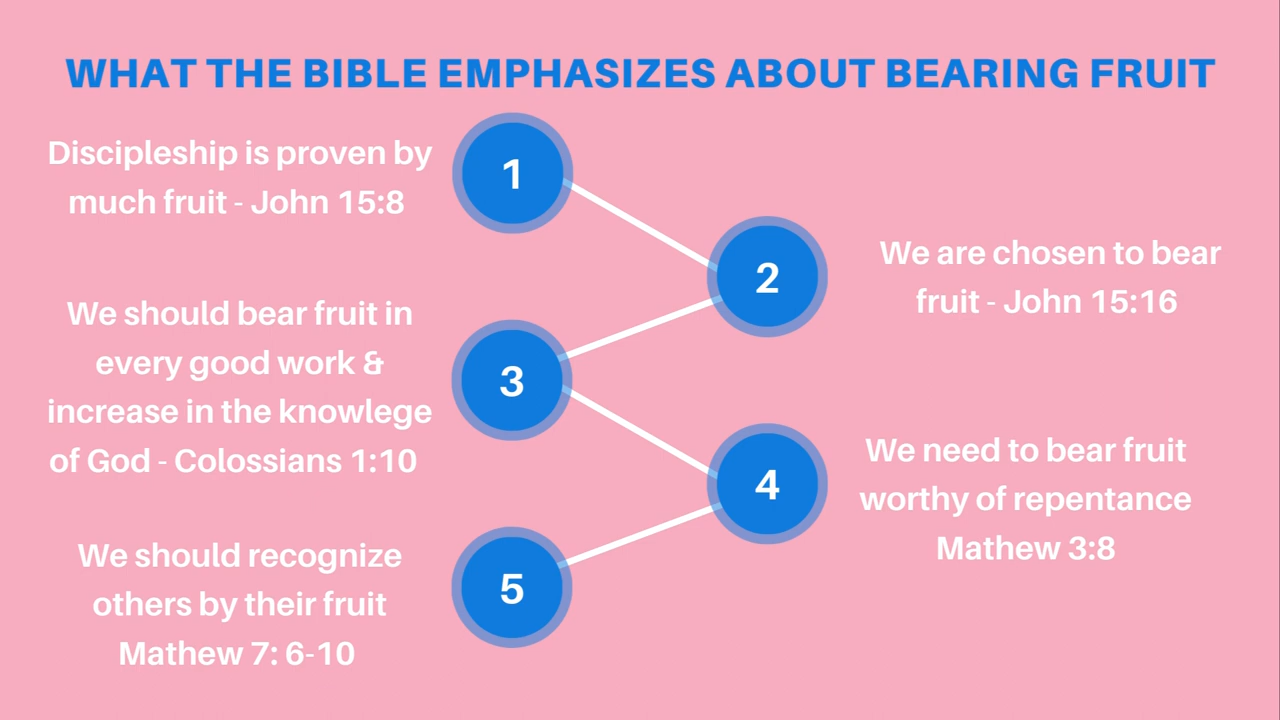 WHAT THE BIBLE EMPHASIZES ABOUT BEARING FRUIT
Discipleship is proven by
much fruit - John 15:8
1
2
We are chosen to bear
fruit - John 15:16
We should bear fruit in
every good work &
increase in the knowlege
of God - Colossians 1:10
3
4
We need to bear fruit
worthy of repentance
Mathew 3:8
We should recognize
others by their fruit
Mathew 7: 6-10
5